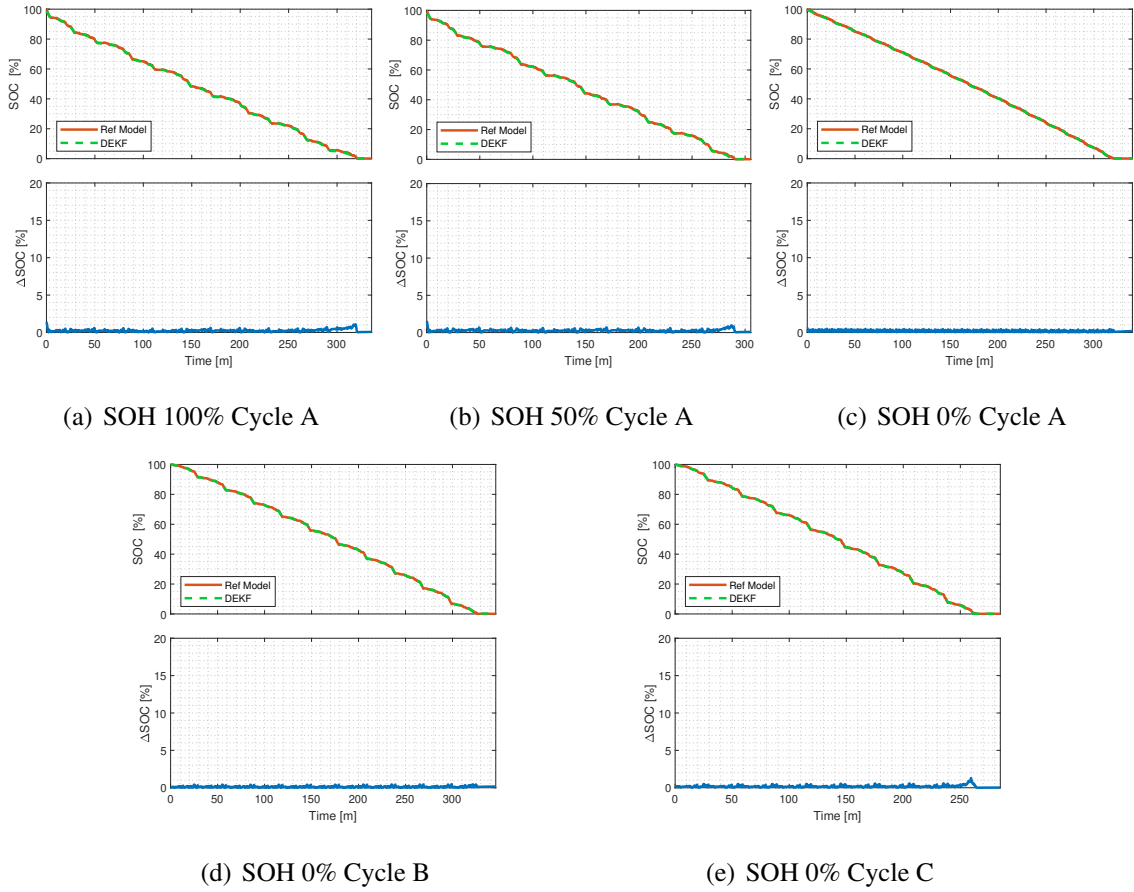 100
80
60
40
20
0
SOC [%]
Ref Model
DEKF
20
15
10
5
0
ΔSOC [%]
0 50 100 150 200 250 300
Time [m]
(a) SOH 100% Cycle A
100
80
60
40
20
0
SOC [%]
Ref Model
DEKF
20
15
10
5
0
ΔSOC [%]
0 50 100 150 200 250 300
Time [m]
(b) SOH 50% Cycle A
100
80
60
40
20
0
SOC [%]
Ref Model
DEKF
20
15
10
5
0
ΔSOC [%]
0 50 100 150 200 250 300
Time [m]
(c) SOH 0% Cycle A
100
80
60
40
20
0
SOC [%]
Ref Model
DEKF
20
15
10
5
0
ΔSOC [%]
0 50 100 150 200 250 300
Time [m]
(d) SOH 0% Cycle B
100
80
60
40
20
0
SOC [%]
Ref Model
DEKF
20
15
10
5
0
ΔSOC [%]
0 50 100 150 200 250
Time [m]
(e) SOH 0% Cycle C